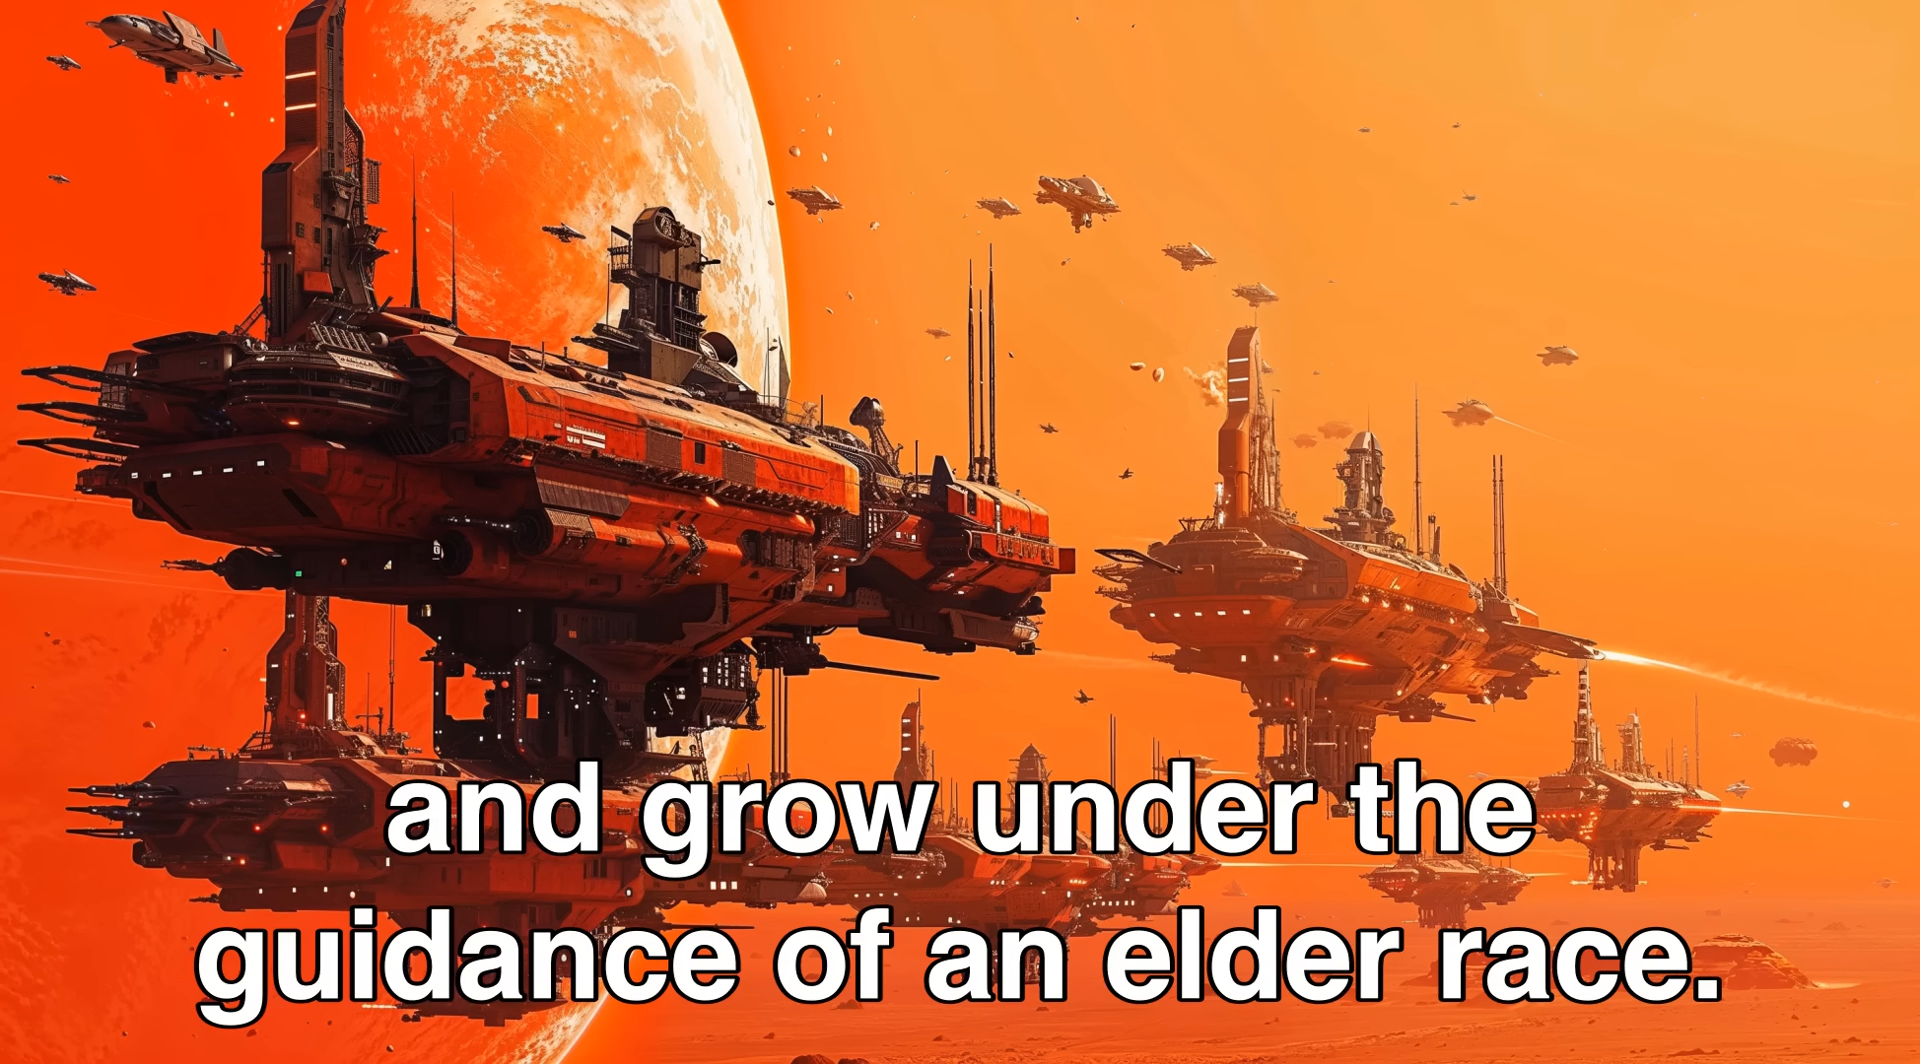 and grow under the
guidance of an elder race.